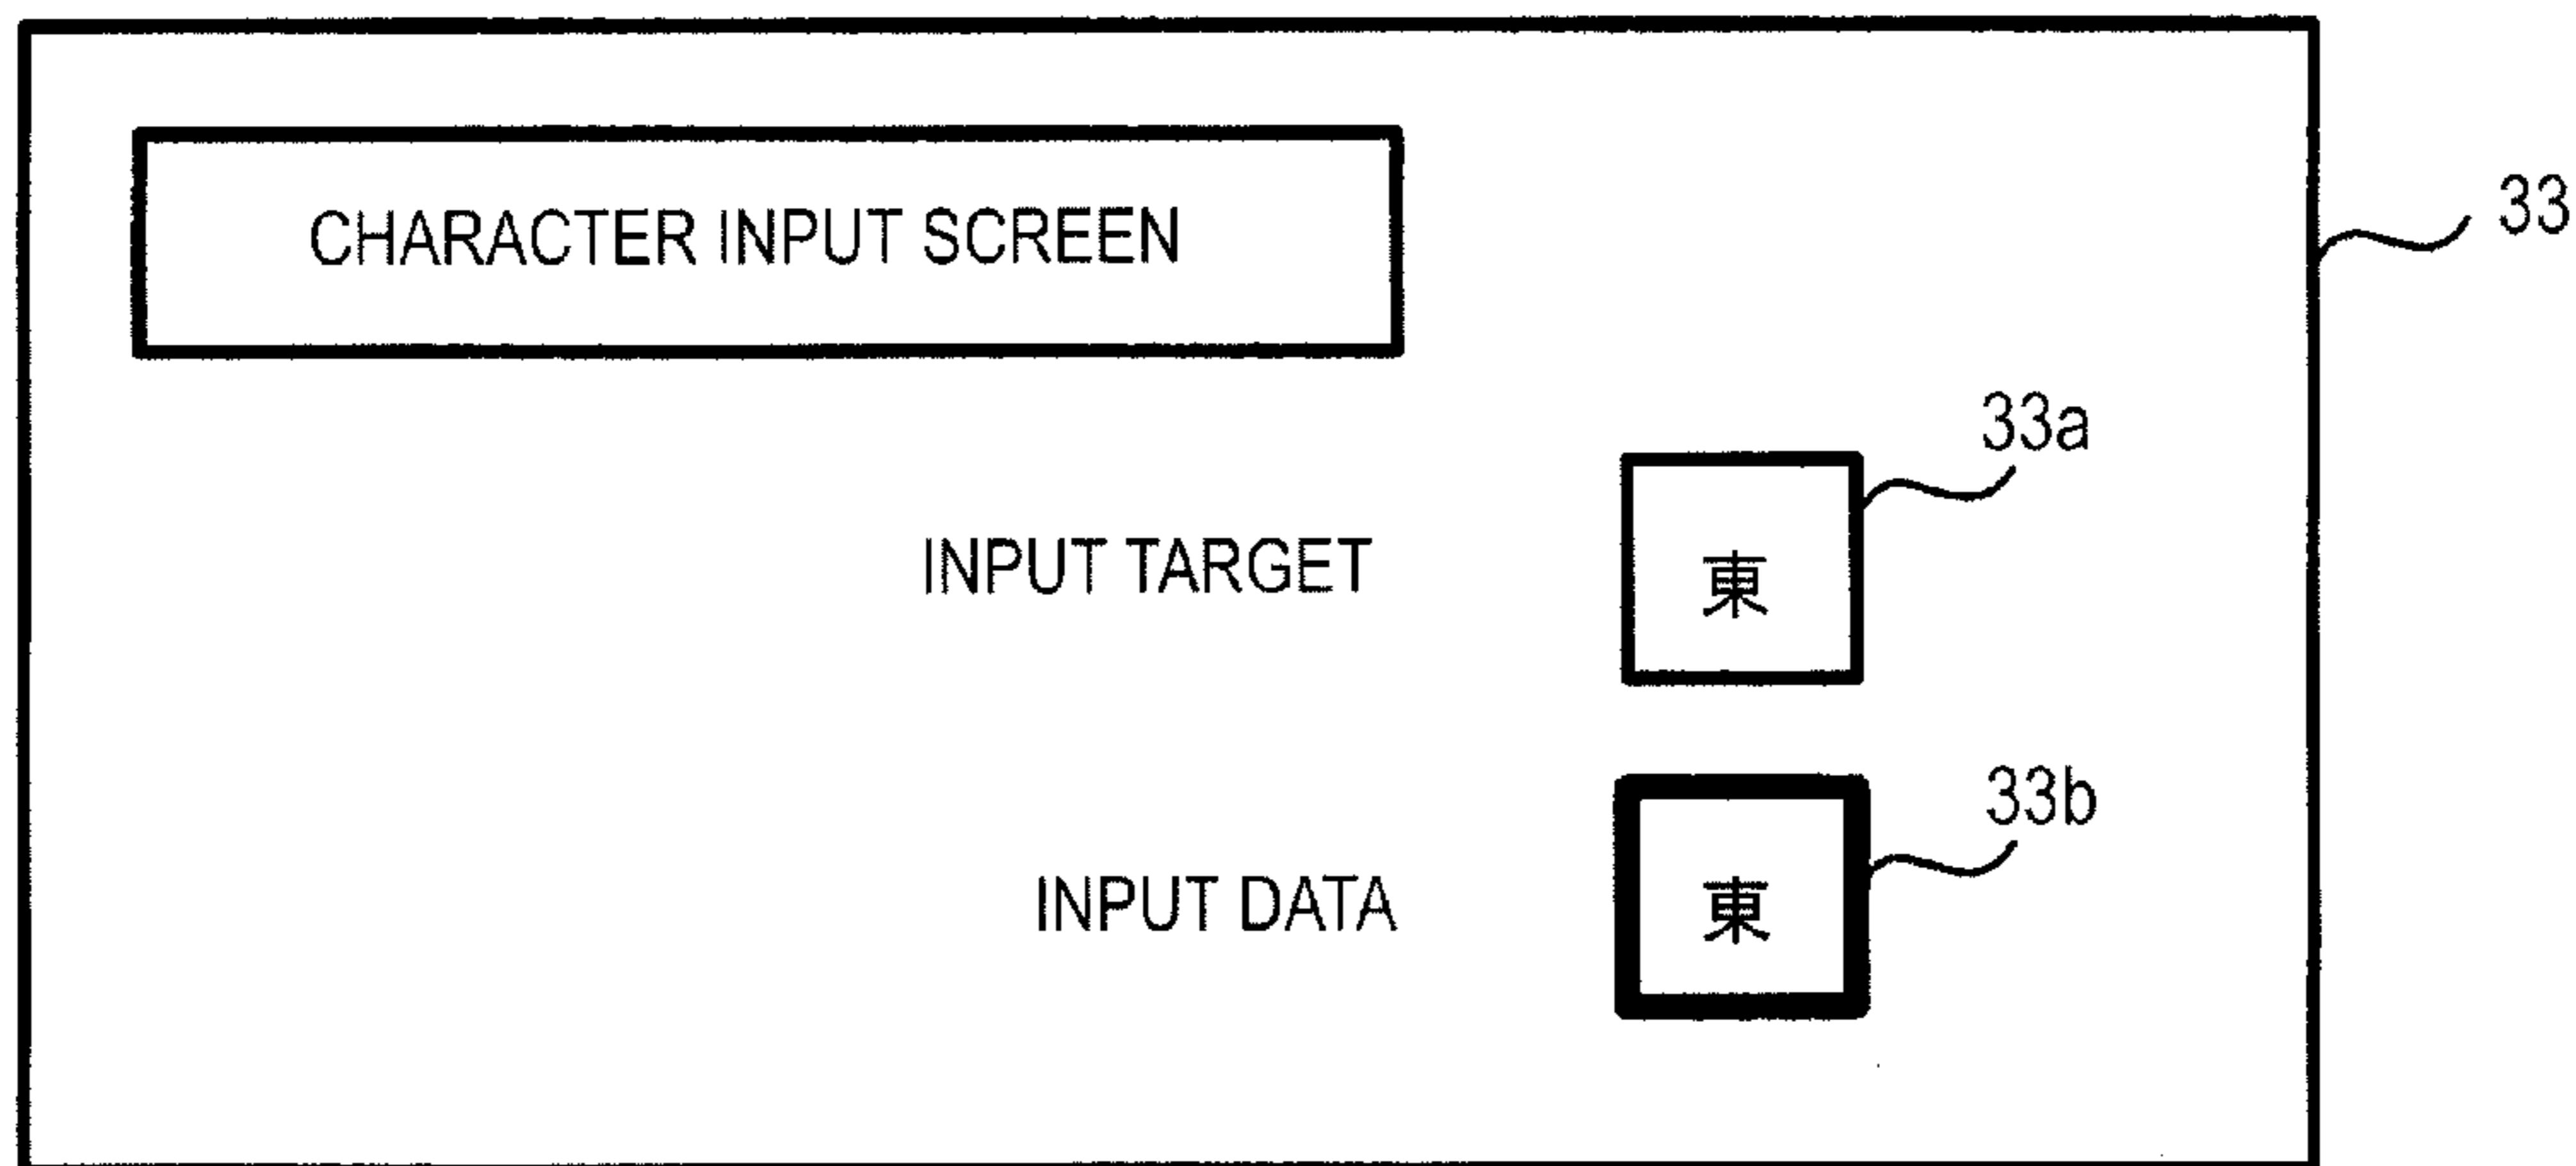 CHARACTER INPUT SCREEN
33
33a
INPUT TARGET 東
33b
INPUT DATA 東